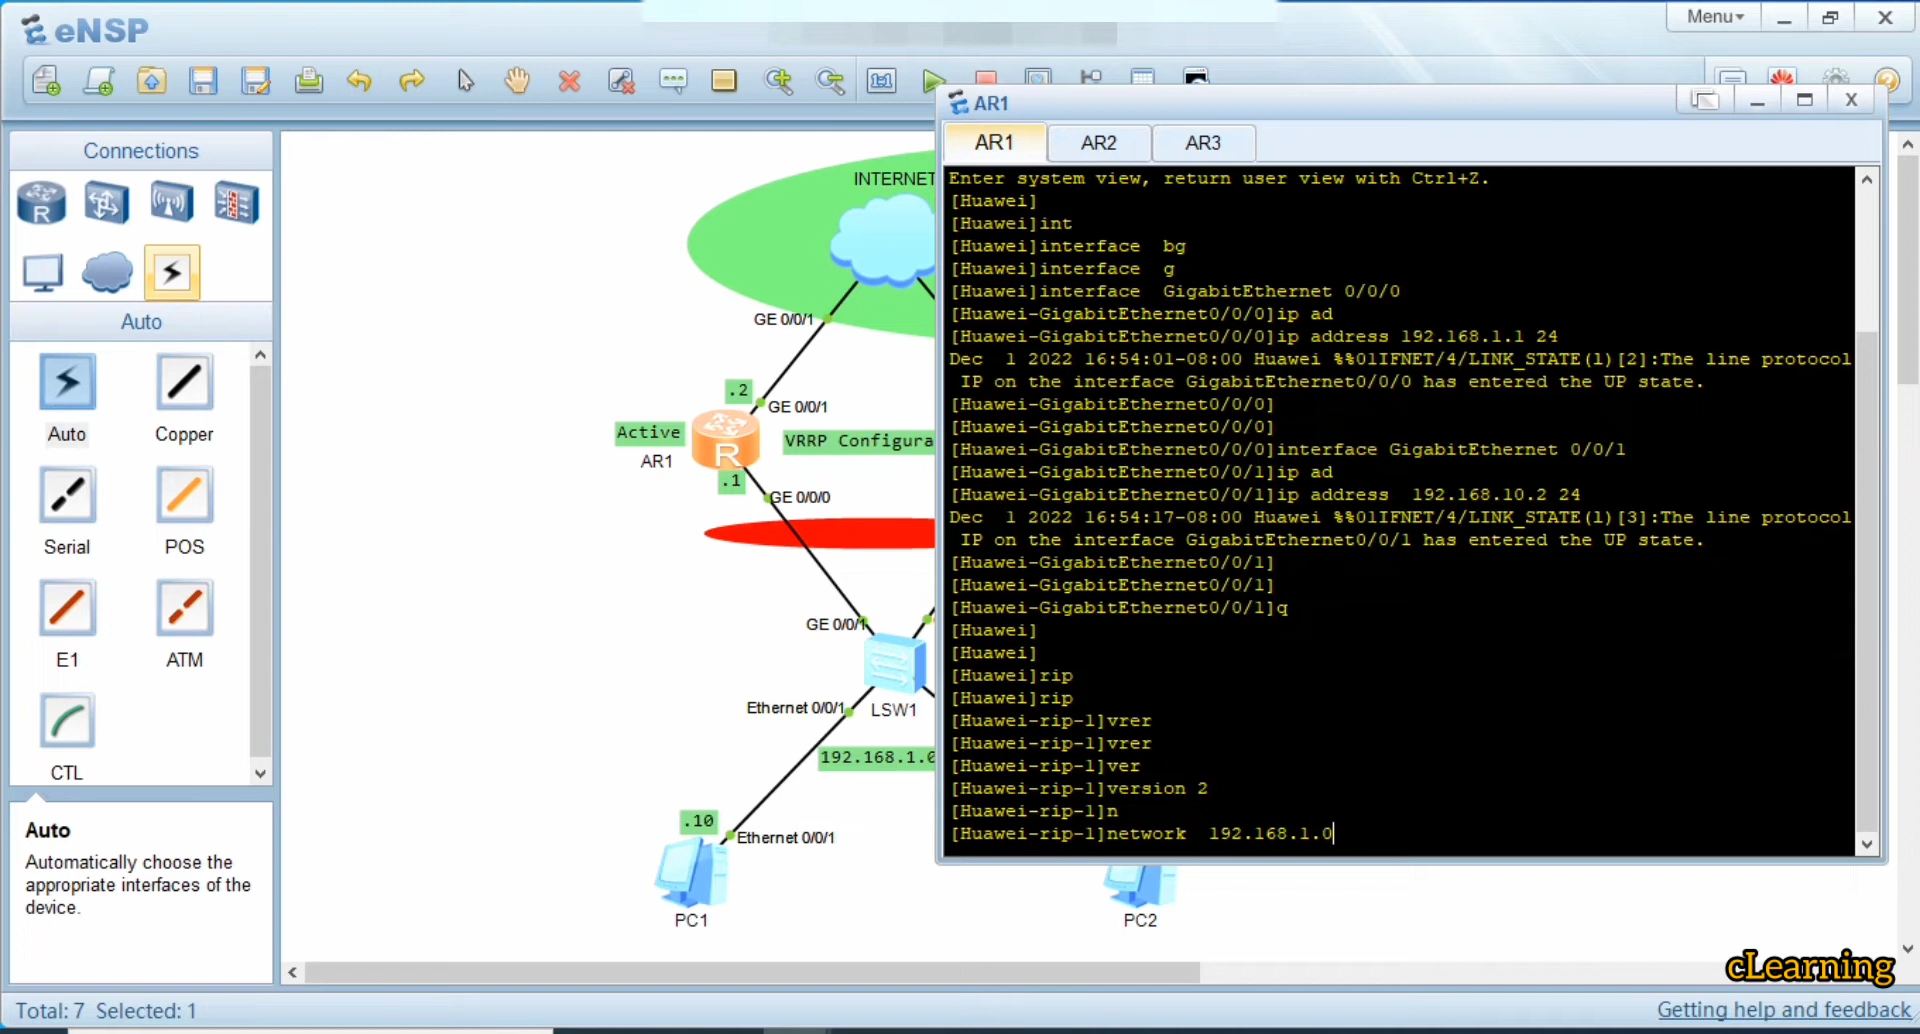 eNSP
Menu
Connections
R
Auto
Auto
Copper
Serial
POS
E1
ATM
CTL
Auto
Automatically choose the
appropriate interfaces of the
device.
INTERNET
GE 0/0/1
.2
GE 0/0/1
Active
AR1
R
VRRP Configura
.1
GE 0/0/0
GE 0/0/1
LSW1
Ethernet 0/0/1
192.168.1.0
.10
Ethernet 0/0/1
PC1
PC2
AR1
AR1
AR2
AR3
Enter system view, return user view with Ctrl+Z.
[Huawei]
[Huawei]int
[Huawei]interface  bg
[Huawei]interface  g
[Huawei]interface  GigabitEthernet 0/0/0
[Huawei-GigabitEthernet0/0/0]ip ad
[Huawei-GigabitEthernet0/0/0]ip address 192.168.1.1 24
Dec  1 2022 16:54:01-08:00 Huawei %%01IFNET/4/LINK_STATE(l)[2]:The line protocol
IP on the interface GigabitEthernet0/0/0 has entered the UP state.
[Huawei-GigabitEthernet0/0/0]
[Huawei-GigabitEthernet0/0/0]
[Huawei-GigabitEthernet0/0/0]interface GigabitEthernet 0/0/1
[Huawei-GigabitEthernet0/0/1]ip ad
[Huawei-GigabitEthernet0/0/1]ip address  192.168.10.2 24
Dec  1 2022 16:54:17-08:00 Huawei %%01IFNET/4/LINK_STATE(l)[3]:The line protocol
IP on the interface GigabitEthernet0/0/1 has entered the UP state.
[Huawei-GigabitEthernet0/0/1]
[Huawei-GigabitEthernet0/0/1]
[Huawei-GigabitEthernet0/0/1]q
[Huawei]
[Huawei]
[Huawei]rip
[Huawei]rip
[Huawei-rip-1]vrer
[Huawei-rip-1]vrer
[Huawei-rip-1]ver
[Huawei-rip-1]version 2
[Huawei-rip-1]n
[Huawei-rip-1]network  192.168.1.0
cLearning
Total: 7 Selected: 1
Getting help and feedback